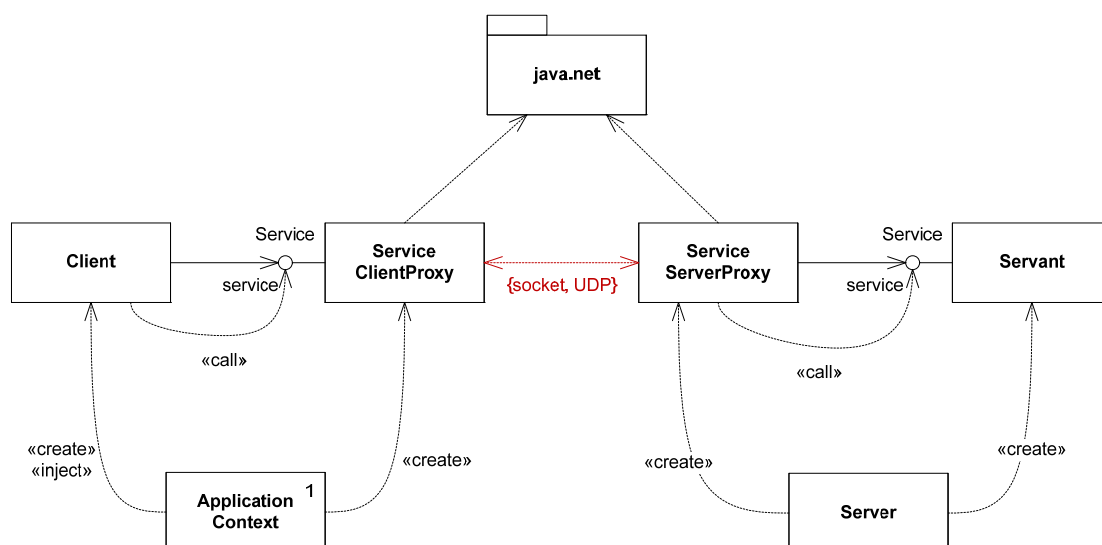 java.net
Client
Service
service
Service
ClientProxy
{socket, UDP}
Service
ServerProxy
Service
service
Servant
«call»
«call»
«create»
«inject»
«create»
«create»
«create»
Application
Context
1
Server